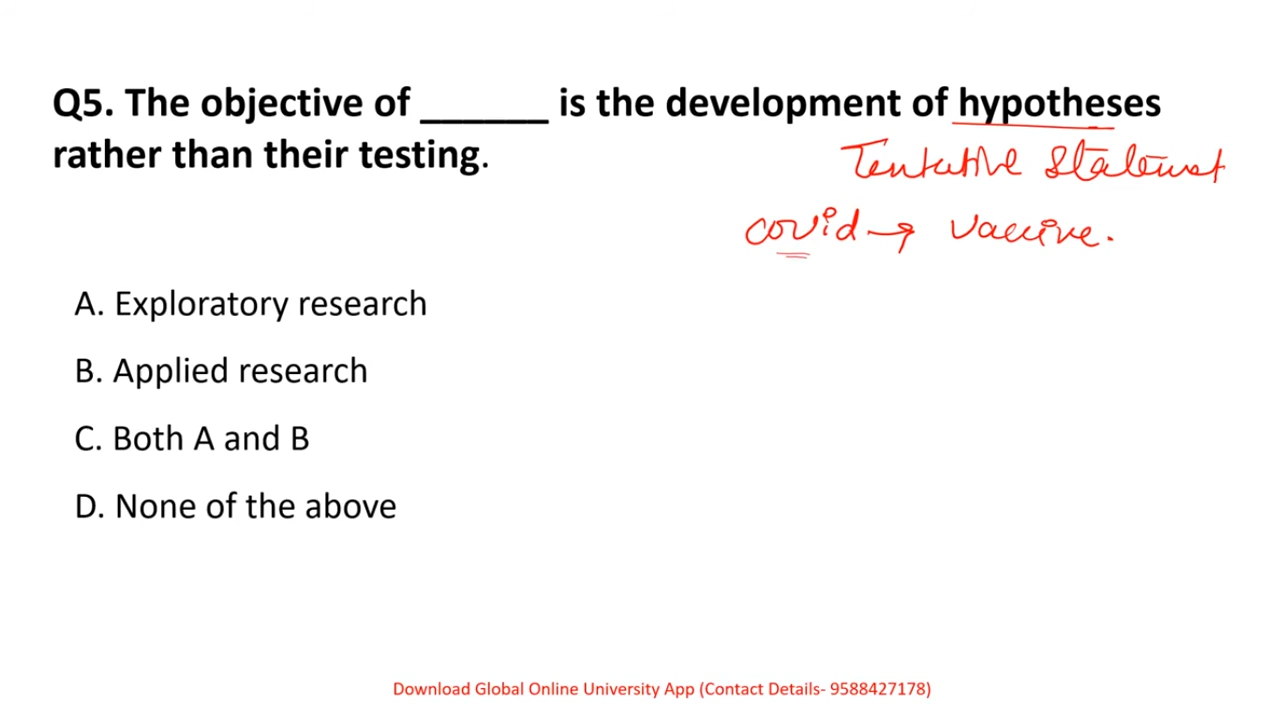 Q5. The objective of ______ is the development of hypotheses
rather than their testing.
Tentative Statement
covid → vaccine.
A. Exploratory research
B. Applied research
C. Both A and B
D. None of the above
Download Global Online University App (Contact Details- 9588427178)